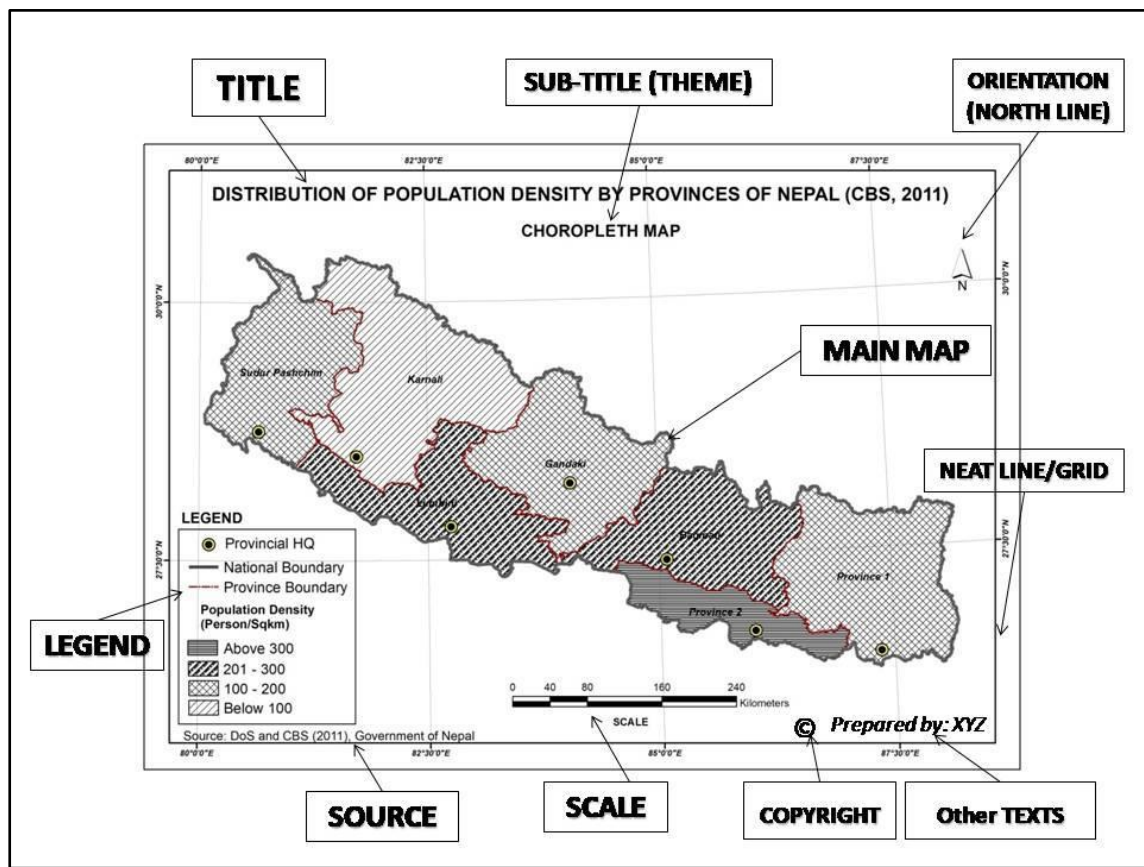 TITLE
SUB-TITLE (THEME)
ORIENTATION
(NORTH LINE)
80°0'0"E
82°30'0"E
85°0'0"E
87°30'0"E
DISTRIBUTION OF POPULATION DENSITY BY PROVINCES OF NEPAL (CBS, 2011)
CHOROPLETH MAP
N
30°0'0"N
30°0'0"N
MAIN MAP
Sudur Pashchim
Karnali
Gandaki
NEAT LINE/GRID
Lumbini
Bagmati
Province 1
Province 2
27°30'0"N
27°30'0"N
LEGEND
Provincial HQ
National Boundary
Province Boundary
Population Density
(Person/Sqkm)
Above 300
201 - 300
100 - 200
Below 100
LEGEND
0 40 80 160 240
Kilometers
SCALE
© Prepared by: XYZ
Source: DoS and CBS (2011), Government of Nepal
80°0'0"E
82°30'0"E
85°0'0"E
87°30'0"E
SOURCE
SCALE
COPYRIGHT
Other TEXTS